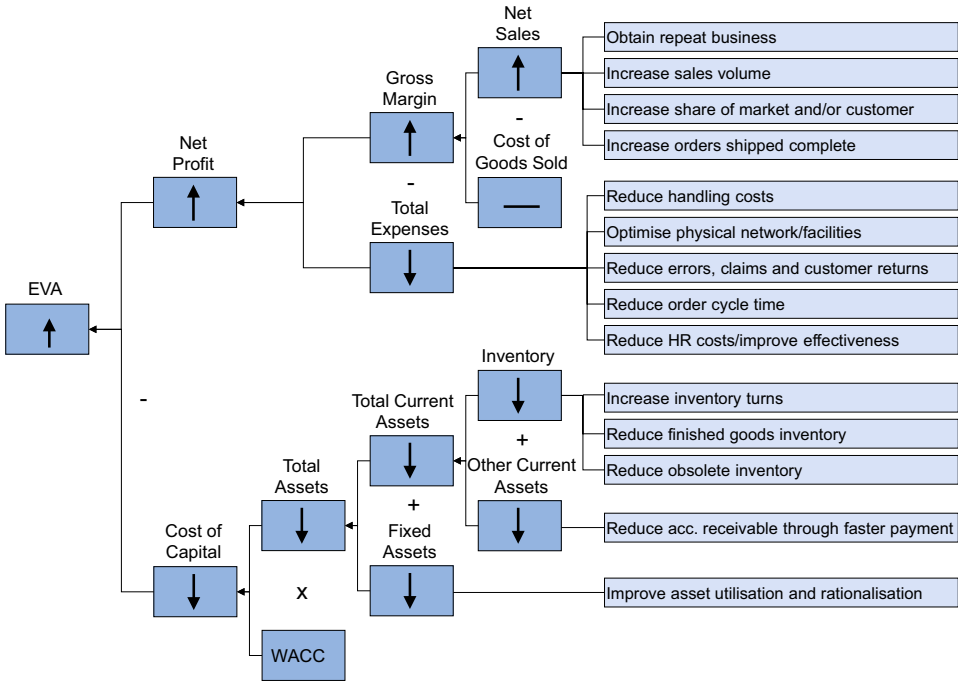 Net
Sales
Obtain repeat business
Increase sales volume
Increase share of market and/or customer
Increase orders shipped complete
Gross
Margin
-
Cost of
Goods Sold
Net
Profit
-
Total
Expenses
Reduce handling costs
Optimise physical network/facilities
Reduce errors, claims and customer returns
Reduce order cycle time
Reduce HR costs/improve effectiveness
EVA
-
Inventory
Increase inventory turns
Reduce finished goods inventory
Reduce obsolete inventory
Total Current
Assets
+
Other Current
Assets
Reduce acc. receivable through faster payment
Total
Assets
+
Fixed
Assets
Improve asset utilisation and rationalisation
Cost of
Capital
x
WACC